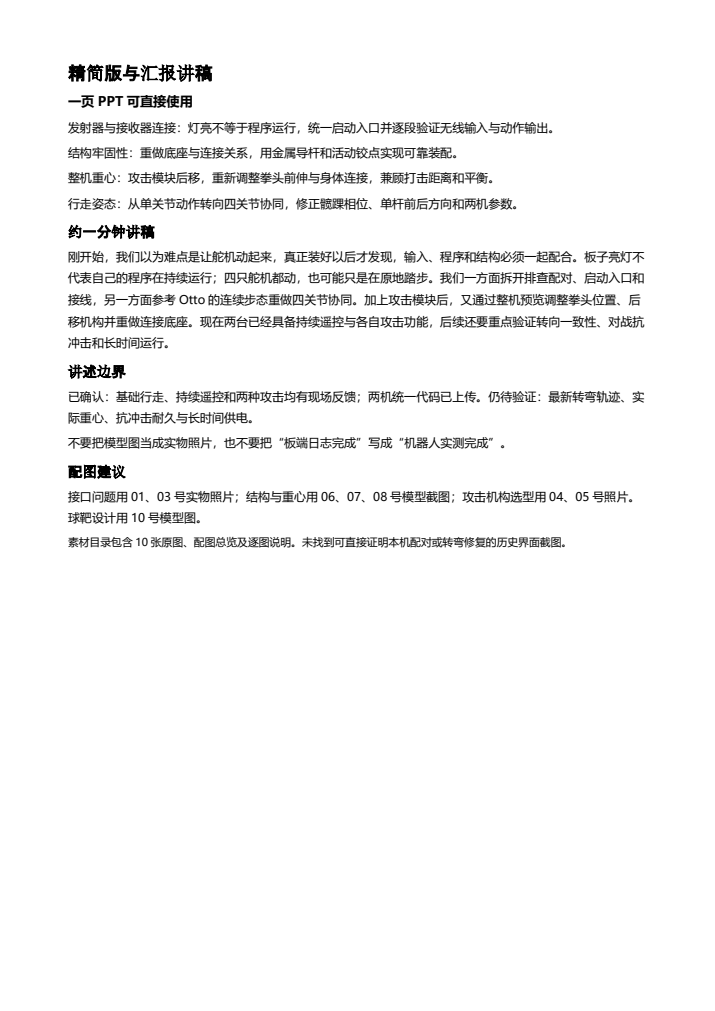 精简版与汇报讲稿
一页 PPT 可直接使用
发射器与接收器连接：灯亮不等于程序运行，统一启动入口并逐段验证无线输入与动作输出。
结构牢固性：重做底座与连接关系，用金属导杆和活动铰点实现可靠装配。
整机重心：攻击模块后移，重新调整拳头前伸与身体连接，兼顾打击距离和平衡。
行走姿态：从单关节动作转向四关节协同，修正髋踝相位、单杆前后方向和两机参数。
约一分钟讲稿
刚开始，我们以为难点是让舵机动起来，真正装好以后才发现，输入、程序和结构必须一起配合。板子亮灯不
代表自己的程序在持续运行；四只舵机都动，也可能只是在原地踏步。我们一方面拆开排查配对、启动入口和
接线，另一方面参考 Otto 的连续步态重做四关节协同。加上攻击模块后，又通过整机预览调整拳头位置、后
移机构并重做连接底座。现在两台已经具备持续遥控与各自攻击功能，后续还要重点验证转向一致性、对战抗
冲击和长时间运行。
讲述边界
已确认：基础行走、持续遥控和两种攻击均有现场反馈；两机统一代码已上传。仍待验证：最新转弯轨迹、实
际重心、抗冲击耐久与长时间供电。
不要把模型图当成实物照片，也不要把“板端日志完成”写成“机器人实测完成”。
配图建议
接口问题用 01、03 号实物照片；结构与重心用 06、07、08 号模型截图；攻击机构选型用 04、05 号照片。
球靶设计用 10 号模型图。
素材目录包含 10 张原图、配图总览及逐图说明。未找到可直接证明本机配对或转弯修复的历史界面截图。